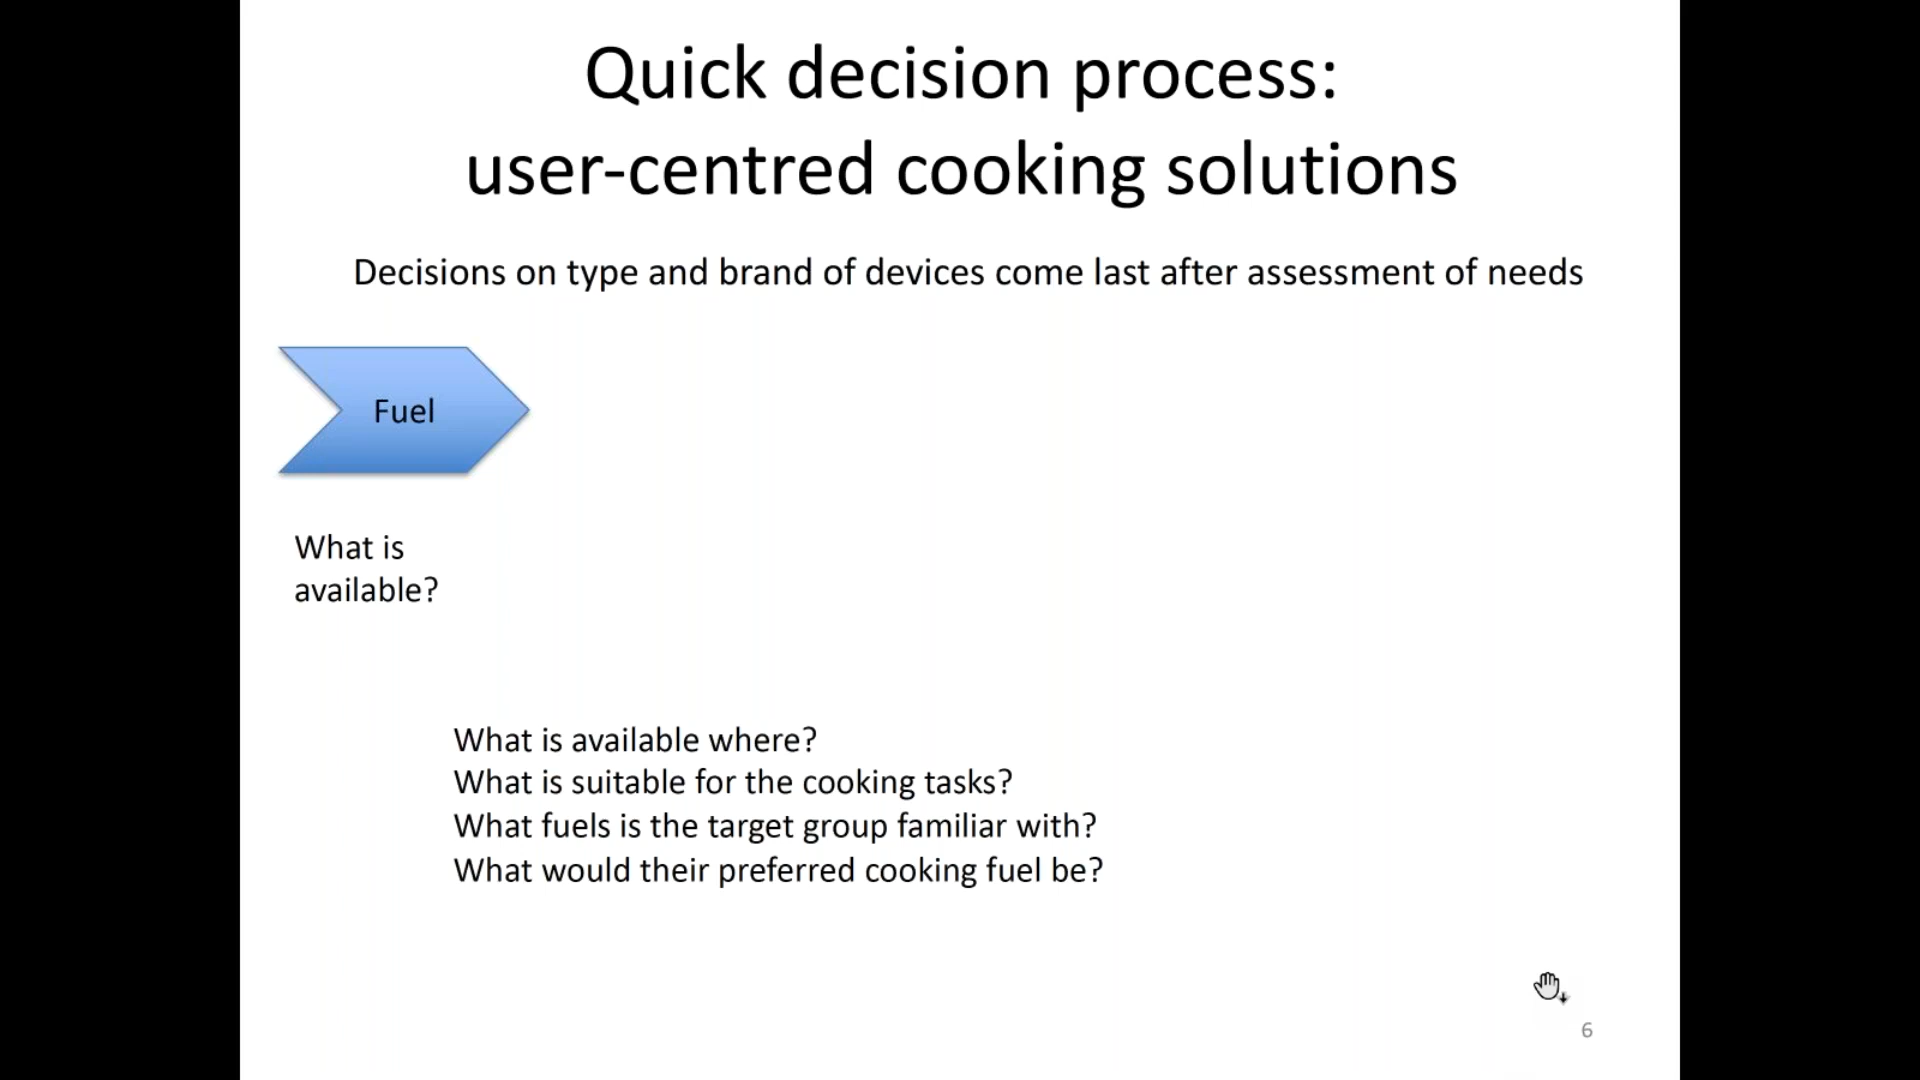 Quick decision process:
user-centred cooking solutions
Decisions on type and brand of devices come last after assessment of needs
Fuel
What is
available?
What is available where?
What is suitable for the cooking tasks?
What fuels is the target group familiar with?
What would their preferred cooking fuel be?
6